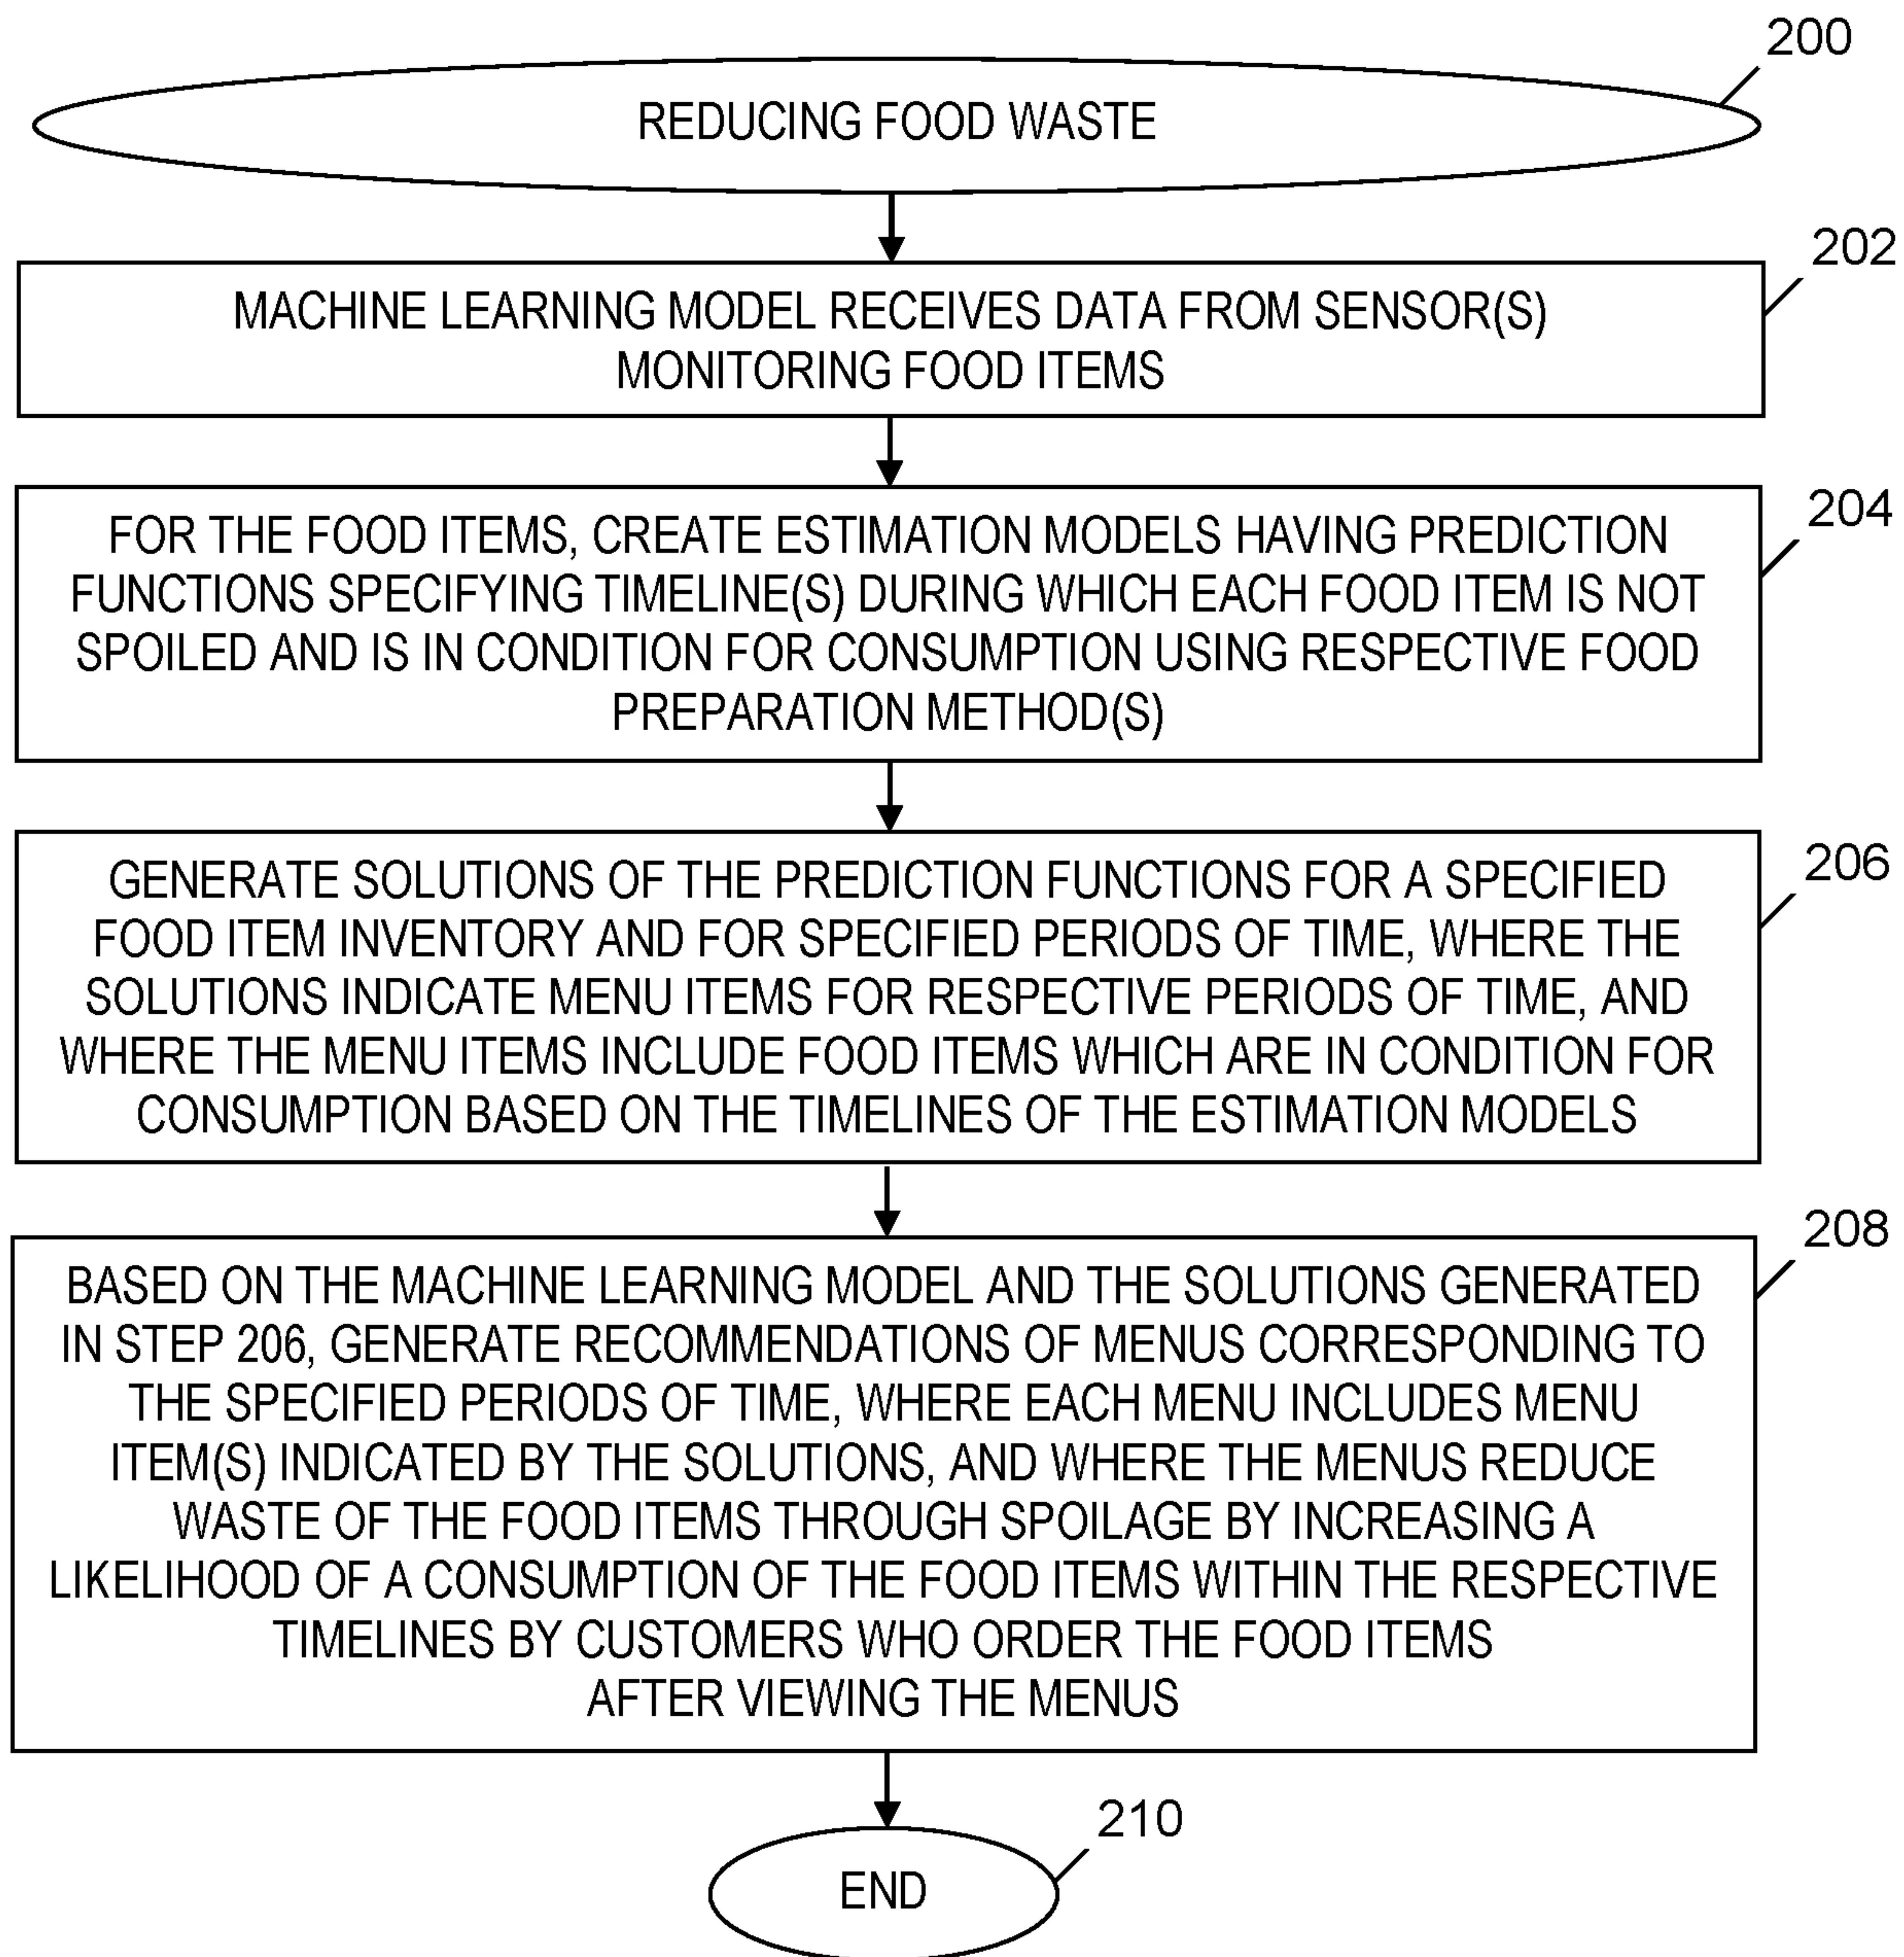 200
REDUCING FOOD WASTE
202
MACHINE LEARNING MODEL RECEIVES DATA FROM SENSOR(S)
MONITORING FOOD ITEMS
204
FOR THE FOOD ITEMS, CREATE ESTIMATION MODELS HAVING PREDICTION
FUNCTIONS SPECIFYING TIMELINE(S) DURING WHICH EACH FOOD ITEM IS NOT
SPOILED AND IS IN CONDITION FOR CONSUMPTION USING RESPECTIVE FOOD
PREPARATION METHOD(S)
206
GENERATE SOLUTIONS OF THE PREDICTION FUNCTIONS FOR A SPECIFIED
FOOD ITEM INVENTORY AND FOR SPECIFIED PERIODS OF TIME, WHERE THE
SOLUTIONS INDICATE MENU ITEMS FOR RESPECTIVE PERIODS OF TIME, AND
WHERE THE MENU ITEMS INCLUDE FOOD ITEMS WHICH ARE IN CONDITION FOR
CONSUMPTION BASED ON THE TIMELINES OF THE ESTIMATION MODELS
208
BASED ON THE MACHINE LEARNING MODEL AND THE SOLUTIONS GENERATED
IN STEP 206, GENERATE RECOMMENDATIONS OF MENUS CORRESPONDING TO
THE SPECIFIED PERIODS OF TIME, WHERE EACH MENU INCLUDES MENU
ITEM(S) INDICATED BY THE SOLUTIONS, AND WHERE THE MENUS REDUCE
WASTE OF THE FOOD ITEMS THROUGH SPOILAGE BY INCREASING A
LIKELIHOOD OF A CONSUMPTION OF THE FOOD ITEMS WITHIN THE RESPECTIVE
TIMELINES BY CUSTOMERS WHO ORDER THE FOOD ITEMS
AFTER VIEWING THE MENUS
210
END